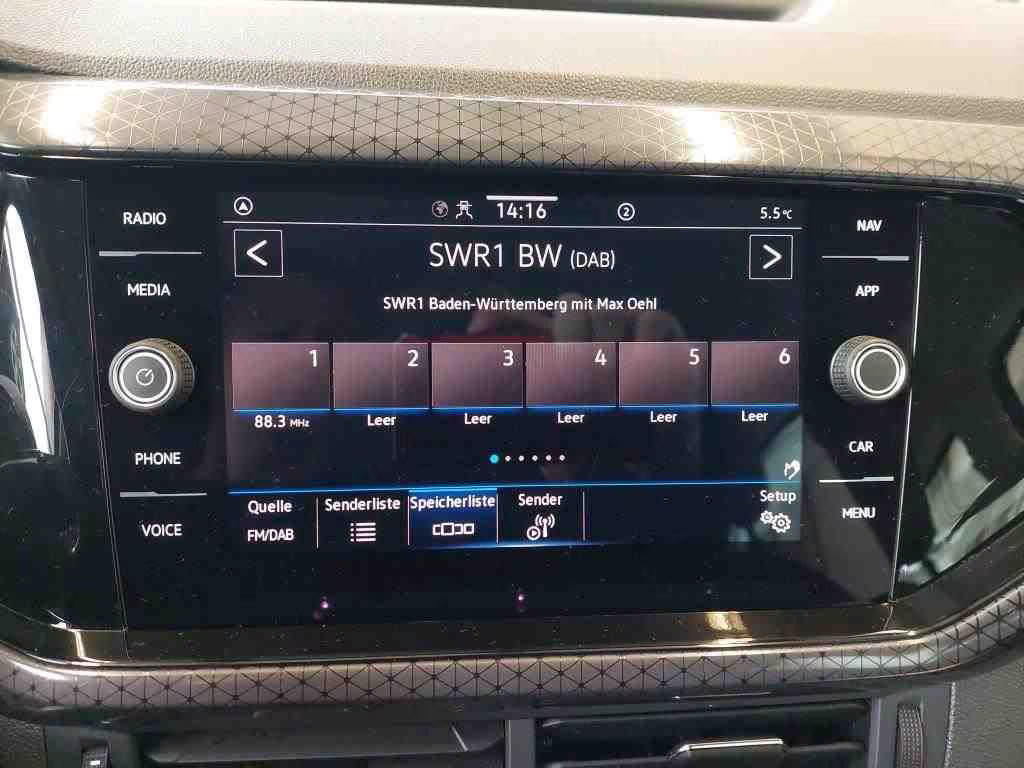 RADIO
MEDIA
PHONE
VOICE
14:16
2
5.5°C
SWR1 BW (DAB)
SWR1 Baden-Württemberg mit Max Oehl
1 2 3 4 5 6
88.3 MHz Leer Leer Leer Leer Leer
Quelle Senderliste Speicherliste Sender Setup
FM/DAB
NAV
APP
CAR
MENU